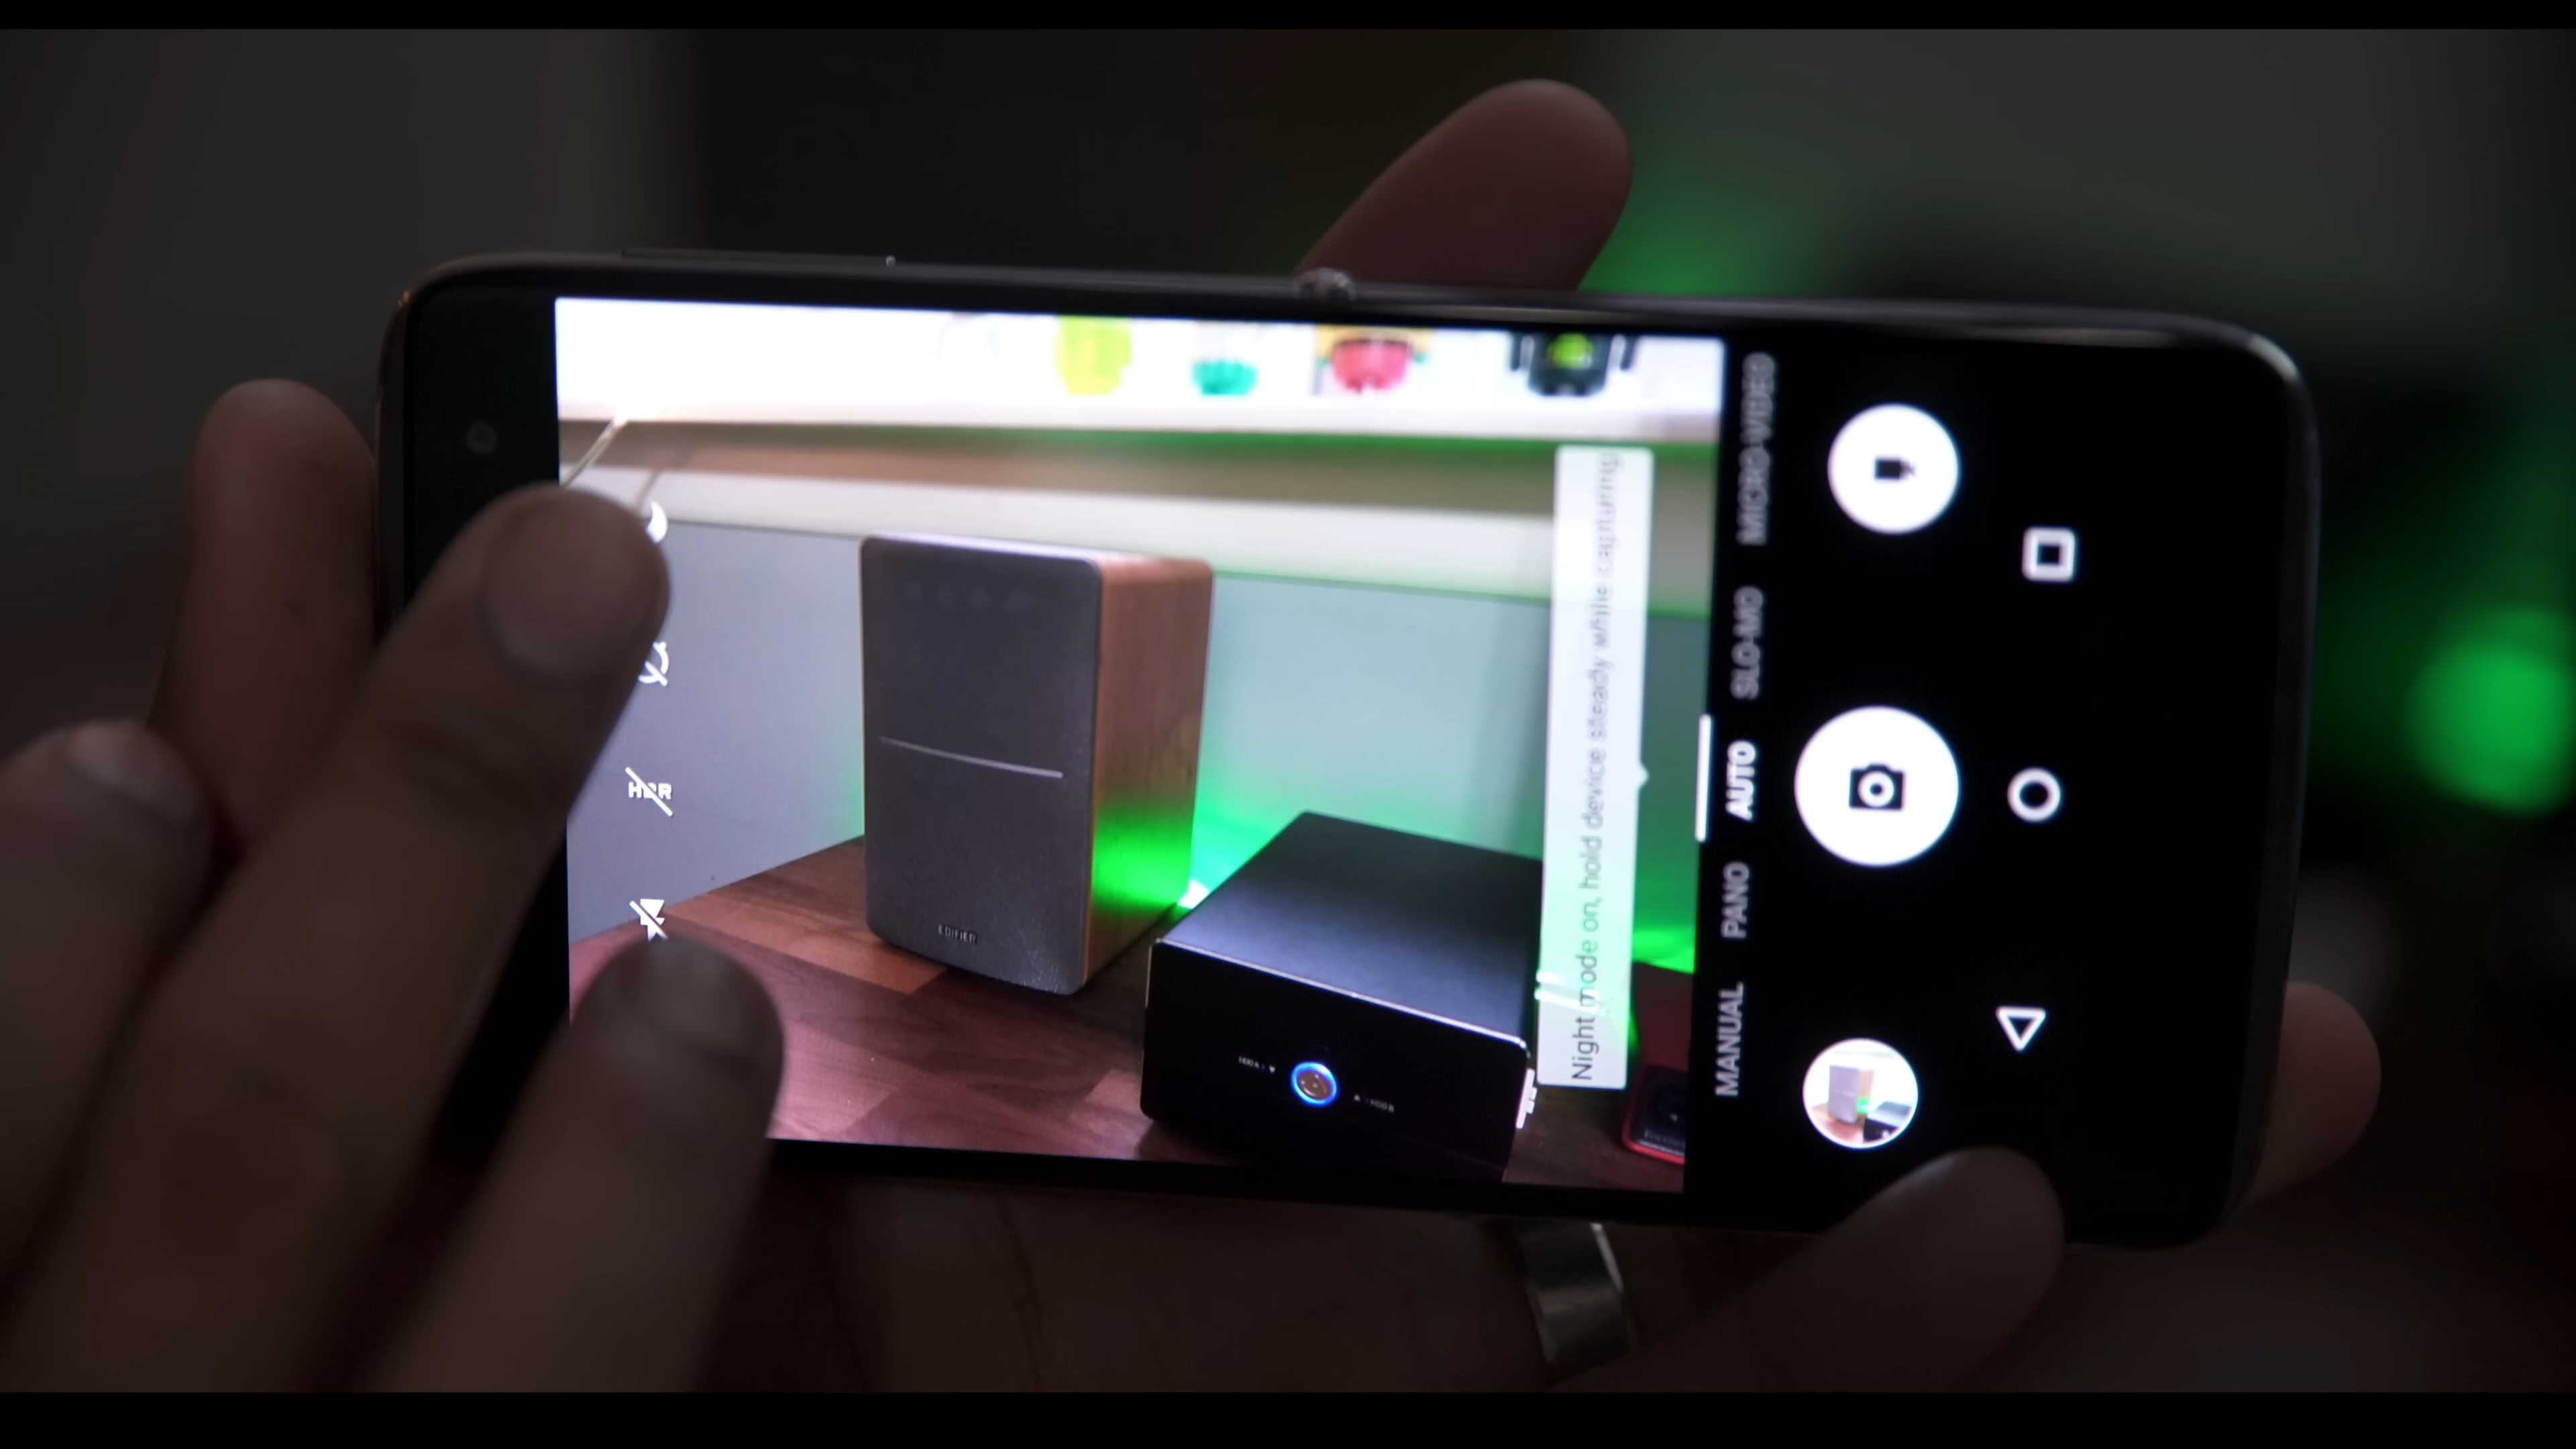 MICRO-VIDEO
SLO-MO
AUTO
PANO
MANUAL
Night mode on, hold device steady while capturing
HDR
EDIFIER